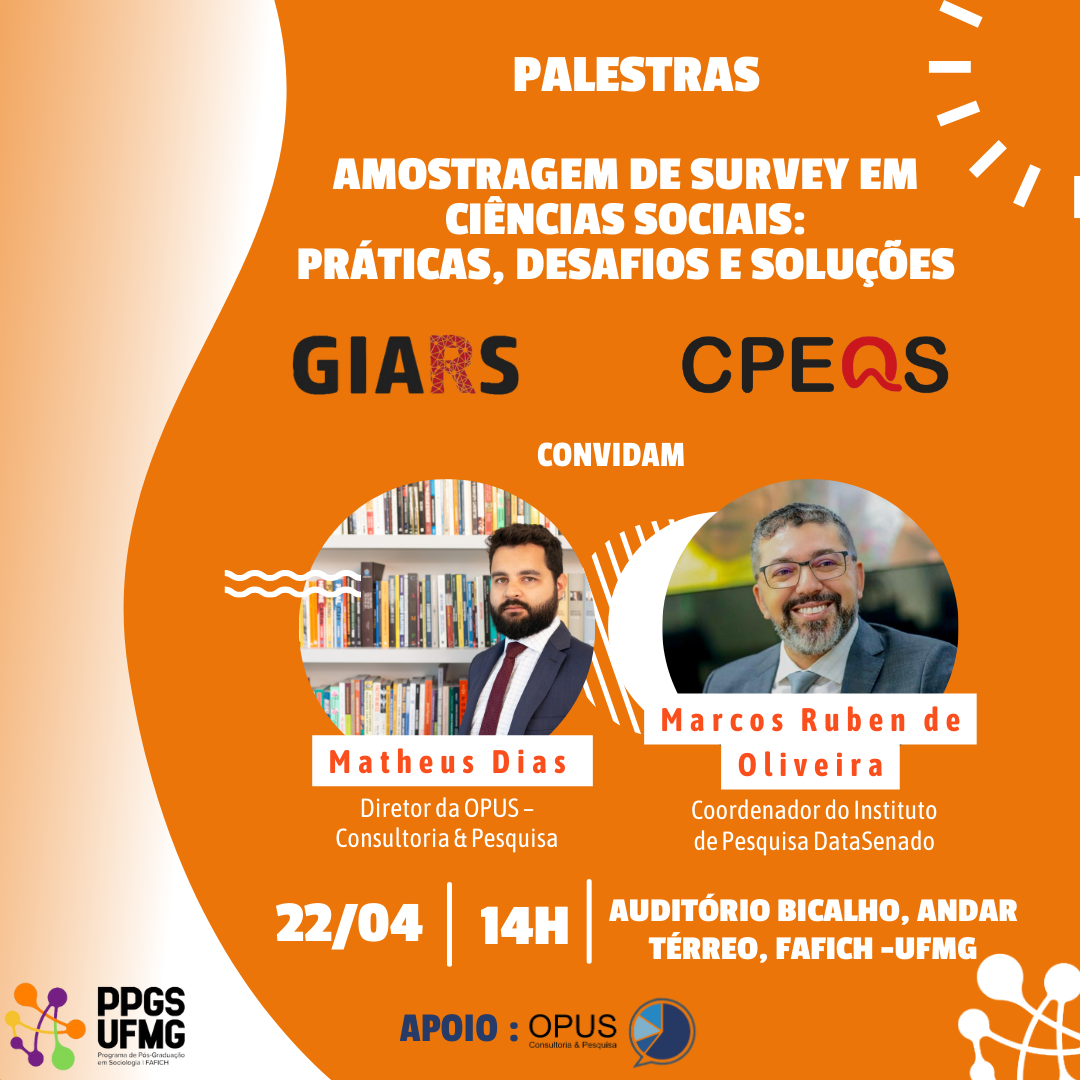 PALESTRAS
AMOSTRAGEM DE SURVEY EM
CIÊNCIAS SOCIAIS:
PRÁTICAS, DESAFIOS E SOLUÇÕES
GIARS
CPEQS
CONVIDAM
Matheus Dias
Diretor da OPUS –
Consultoria & Pesquisa
Marcos Ruben de
Oliveira
Coordenador do Instituto
de Pesquisa DataSenado
22/04
14H
AUDITÓRIO BICALHO, ANDAR
TÉRREO, FAFICH -UFMG
PPGS
UFMG
Programa de Pós-Graduação
em Sociologia | FAFICH
APOIO :
OPUS
Consultoria & Pesquisa